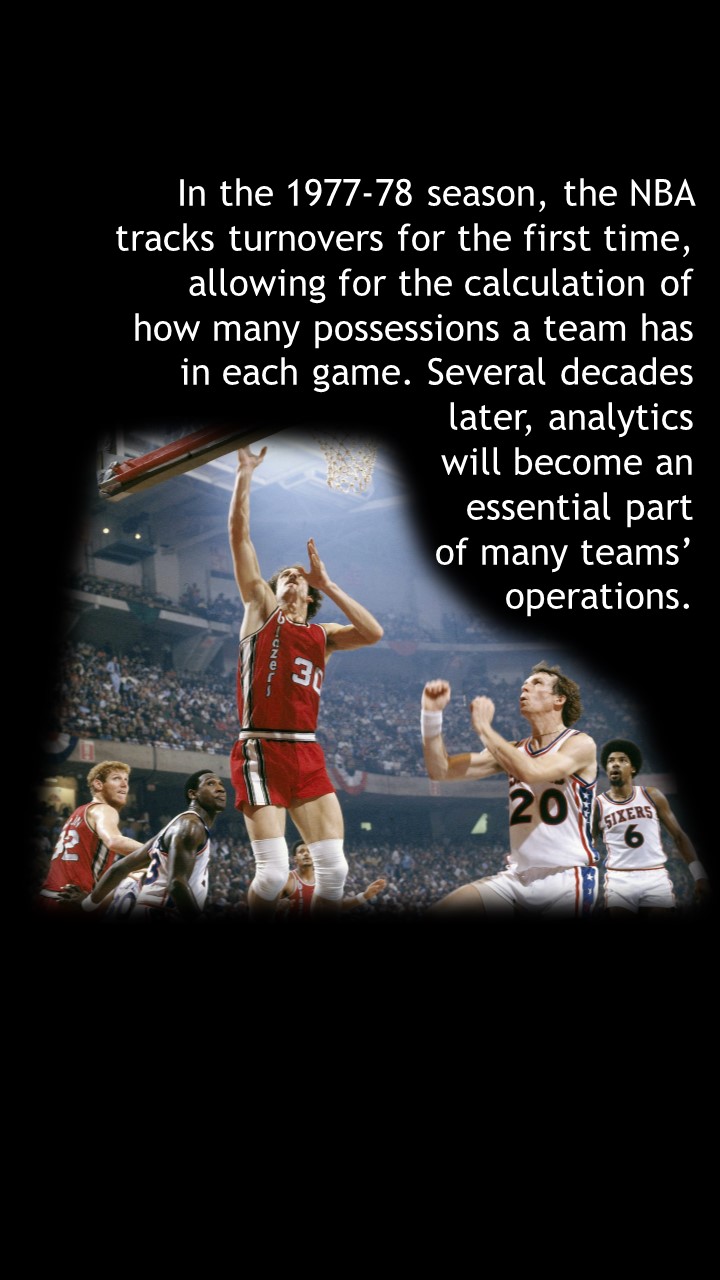 In the 1977-78 season, the NBA
tracks turnovers for the first time,
allowing for the calculation of
how many possessions a team has
in each game. Several decades
later, analytics
will become an
essential part
of many teams’
operations.
blazers
30
20
SIXERS
6
32